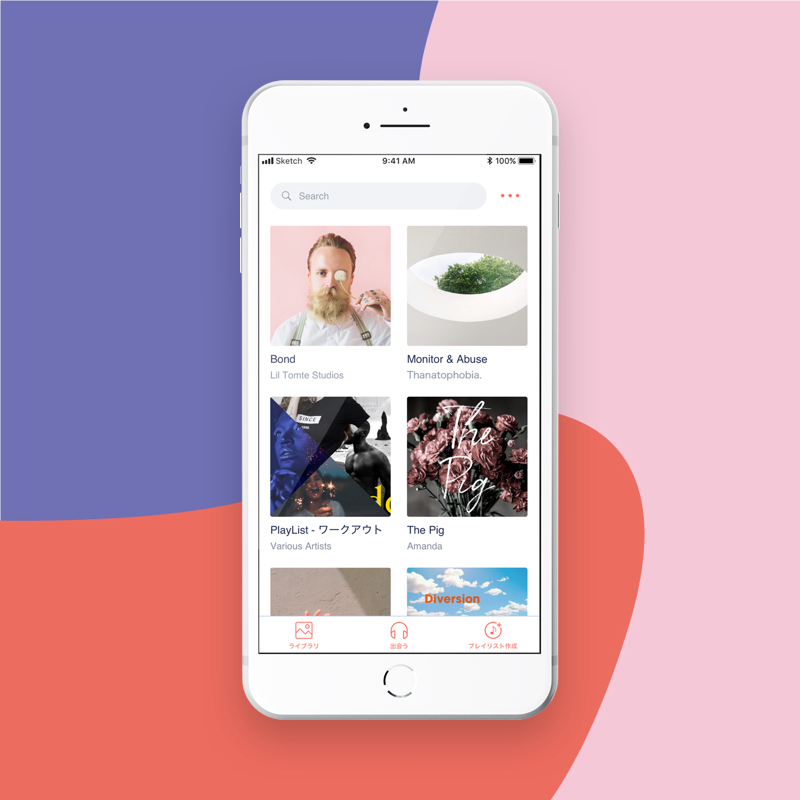 Sketch
9:41 AM
100%
Search
Bond
Lil Tomte Studios
Monitor & Abuse
Thanatophobia.
SINCE
The
Pig
PlayList - ワークアウト
Various Artists
The Pig
Amanda
Diversion
ライブラリ
出会う
プレイリスト作成